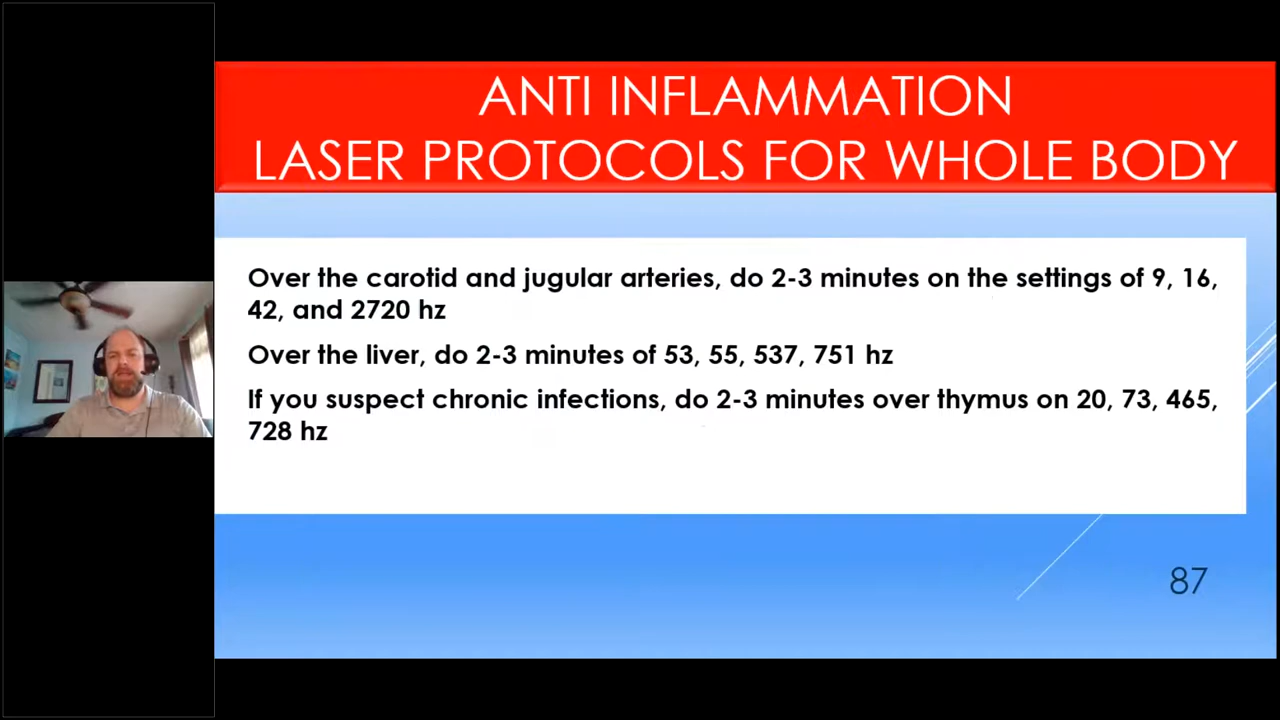 ANTI INFLAMMATION
LASER PROTOCOLS FOR WHOLE BODY
Over the carotid and jugular arteries, do 2-3 minutes on the settings of 9, 16,
42, and 2720 hz
Over the liver, do 2-3 minutes of 53, 55, 537, 751 hz
If you suspect chronic infections, do 2-3 minutes over thymus on 20, 73, 465,
728 hz
87